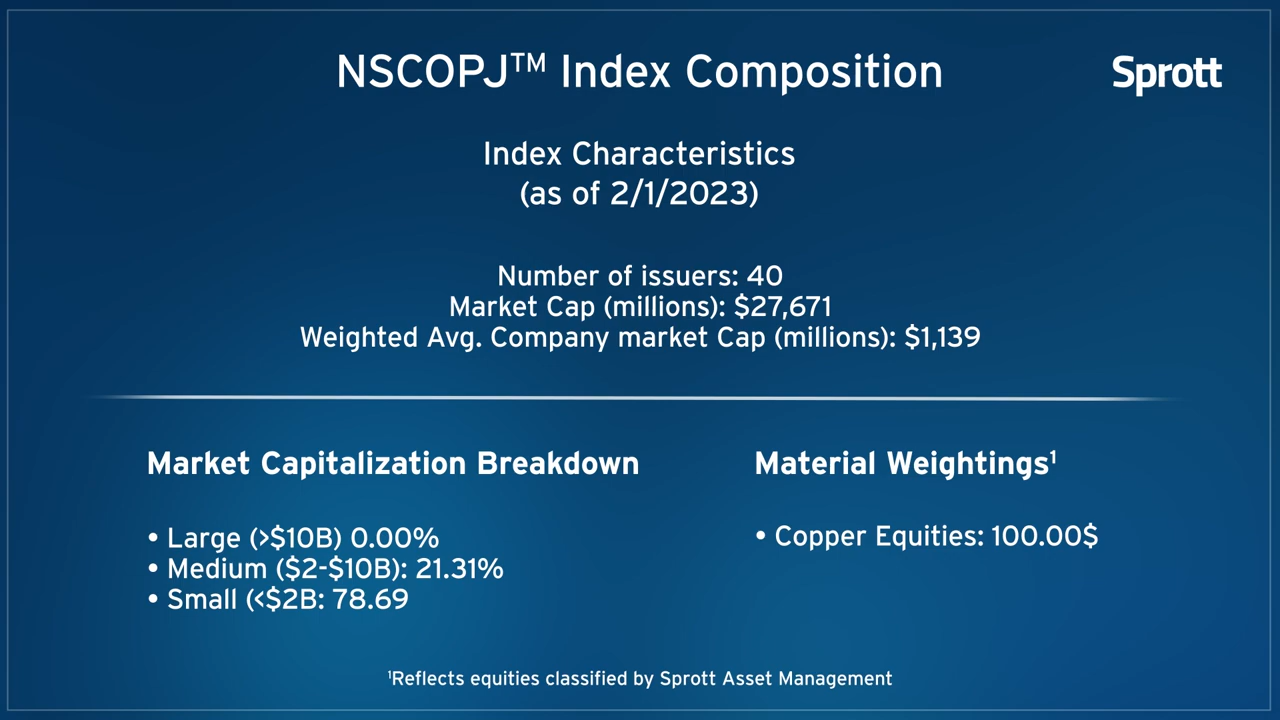 NSCOPJ™ Index Composition
Sprott
Index Characteristics
(as of 2/1/2023)
Number of issuers: 40
Market Cap (millions): $27,671
Weighted Avg. Company market Cap (millions): $1,139
Market Capitalization Breakdown
• Large (>$10B) 0.00%
• Medium ($2-$10B): 21.31%
• Small (<$2B: 78.69
Material Weightings¹
• Copper Equities: 100.00$
¹Reflects equities classified by Sprott Asset Management